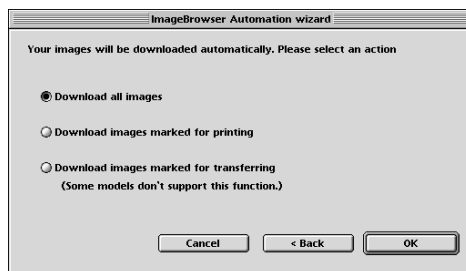 ImageBrowser Automation wizard
Your images will be downloaded automatically. Please select an action
Download all images
Download images marked for printing
Download images marked for transferring
(Some models don't support this function.)
Cancel
< Back
OK